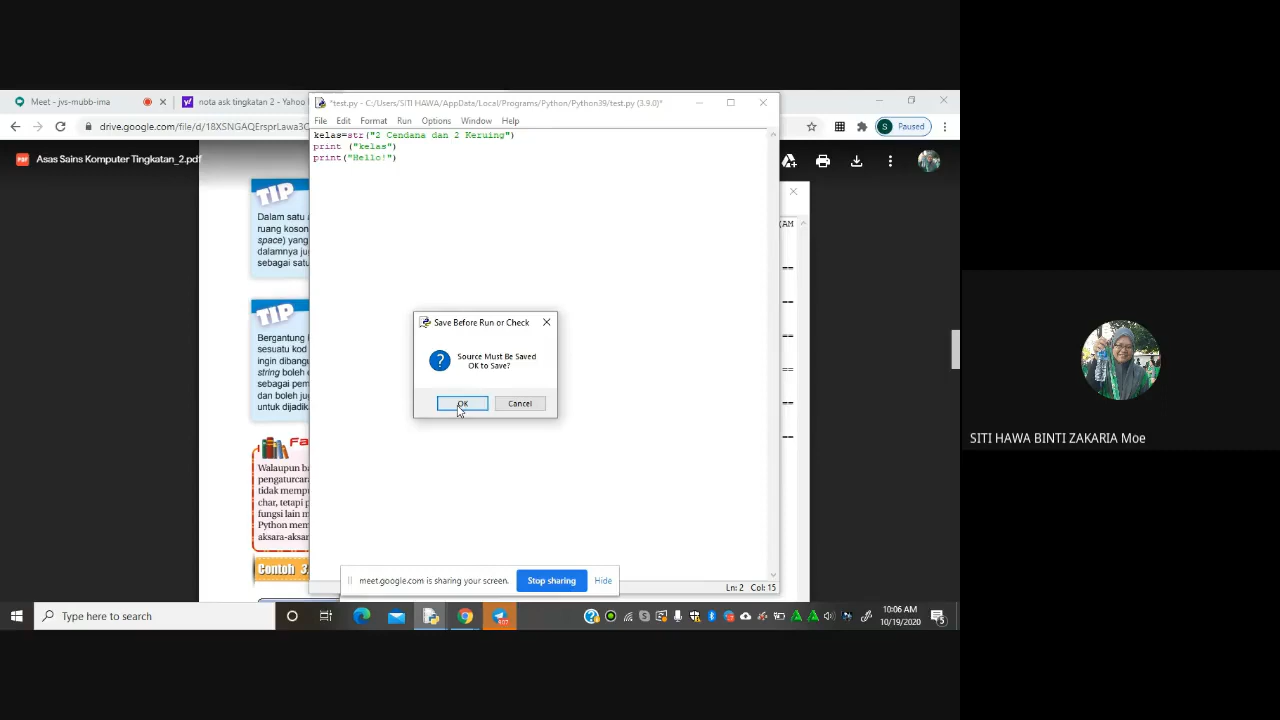 Meet - jvs-mubb-ima
nota ask tingkatan 2 - Yahoo
*test.py - C:/Users/SITI HAWA/AppData/Local/Programs/Python/Python39/test.py (3.9.0)*
File Edit Format Run Options Window Help
drive.google.com/file/d/18XSNGAQErsprLawa3C
Paused
PDF Asas Sains Komputer Tingkatan_2.pdf
kelas=str("2 Cendana dan 2 Keruing")
print ("kelas")
print("Hello!")
TIP
Dalam satu
ruang koson
space) yang
dalamnya ju
sebagai satu
(AM
TIP
Bergantung
sesuatu kod
ingin dibang
string boleh
sebagai pem
dan boleh ju
untuk dijadik
Save Before Run or Check
Source Must Be Saved
OK to Save?
OK Cancel
Fa
Walaupun ba
pengaturcara
tidak mempu
char, tetapi p
fungsi lain m
Python mem
aksara-aksar
Contoh 3
meet.google.com is sharing your screen. Stop sharing Hide
Ln: 2 Col: 15
Type here to search
10:06 AM
10/19/2020
SITI HAWA BINTI ZAKARIA Moe